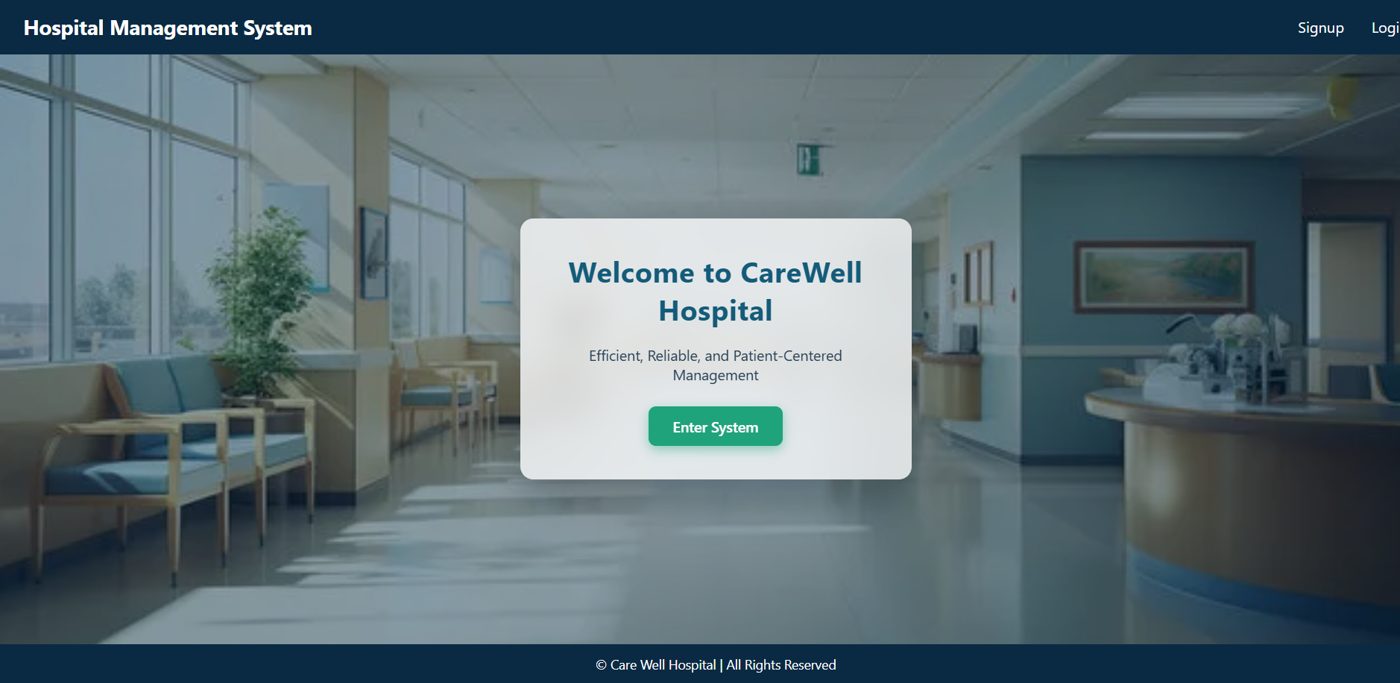 Hospital Management System
Signup Logi
Welcome to CareWell
Hospital
Efficient, Reliable, and Patient-Centered
Management
Enter System
© Care Well Hospital | All Rights Reserved